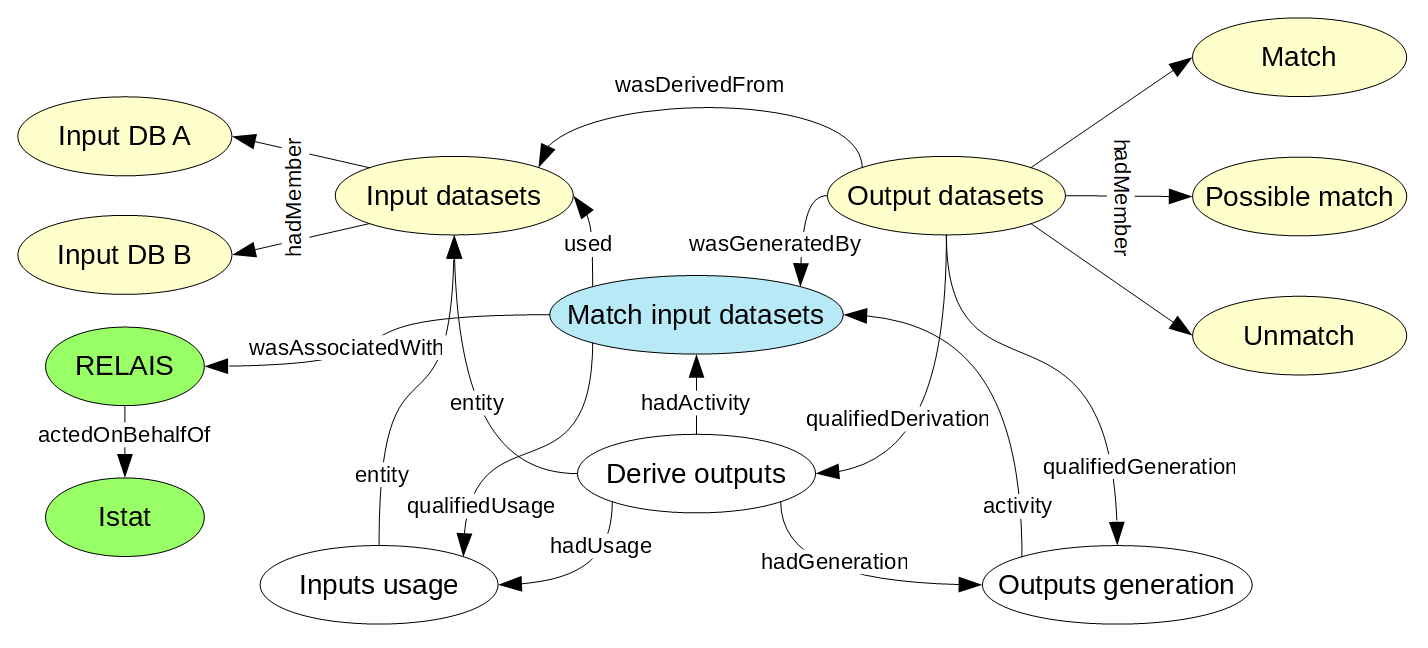 Match
wasDerivedFrom
Input DB A
hadMember
Input datasets
Output datasets
hadMember
Possible match
Input DB B
used
wasGeneratedBy
Match input datasets
Unmatch
wasAssociatedWith
RELAIS
entity
hadActivity
qualifiedDerivation
actedOnBehalfOf
entity
Derive outputs
qualifiedGeneration
Istat
qualifiedUsage
activity
hadUsage
hadGeneration
Inputs usage
Outputs generation